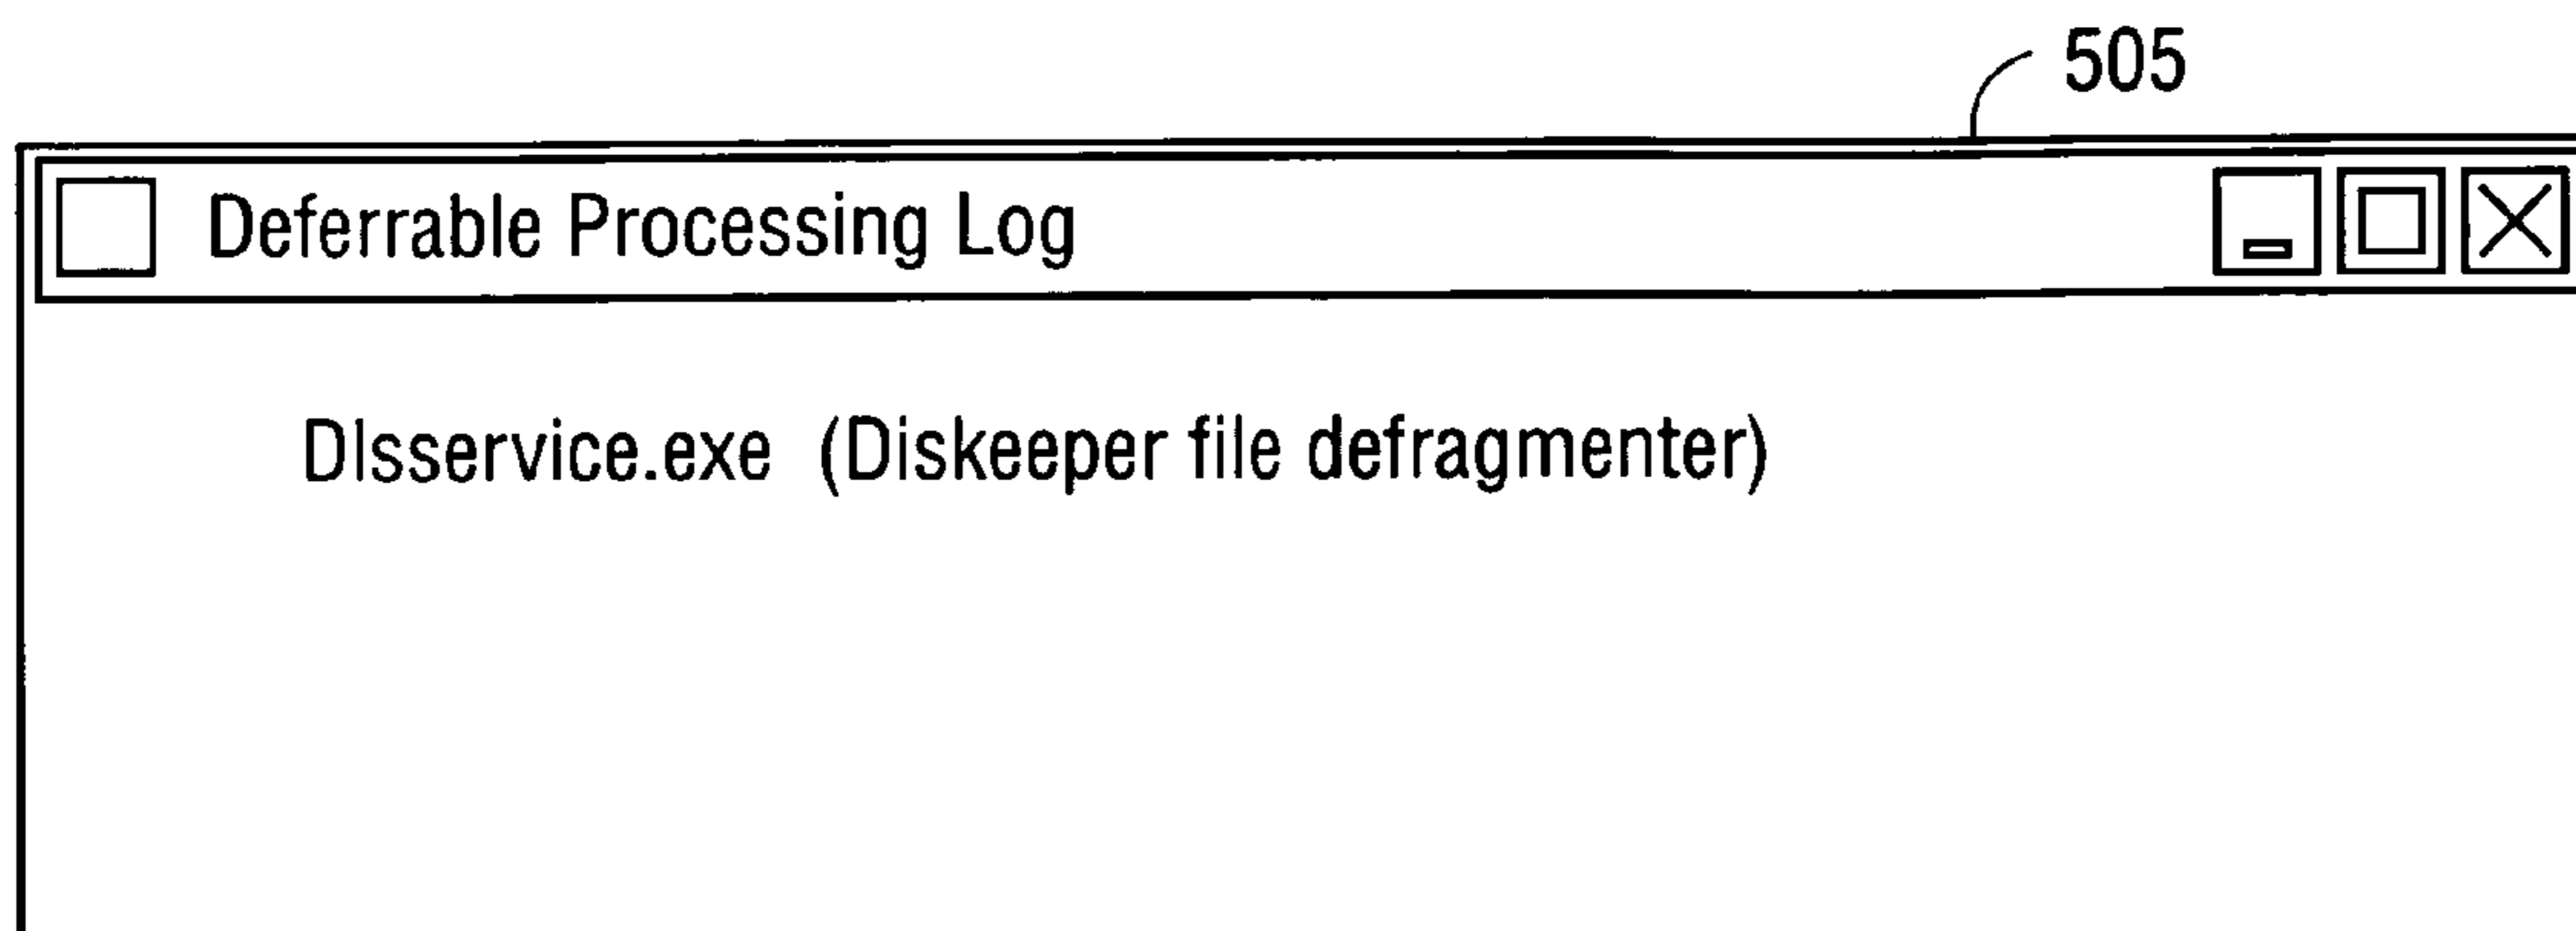 505
Deferrable Processing Log
Dlsservice.exe (Diskeeper file defragmenter)